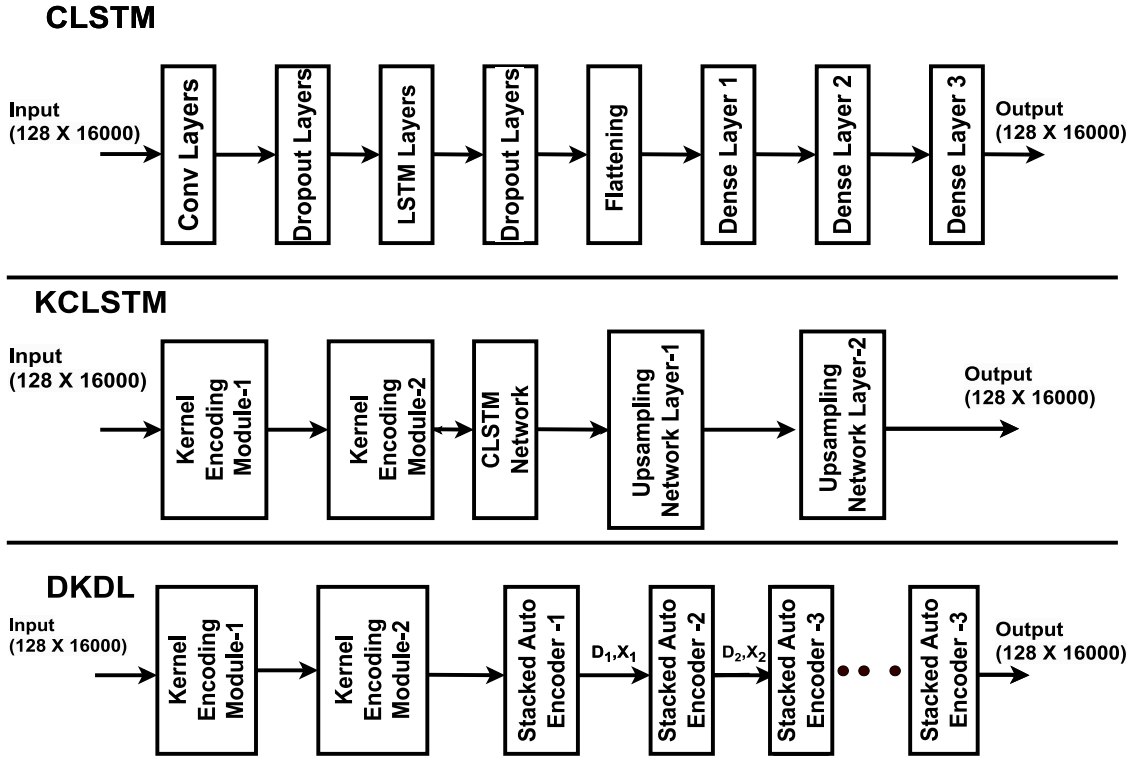 CLSTM
Input
(128 X 16000)
Conv Layers
Dropout Layers
LSTM Layers
Dropout Layers
Flattening
Dense Layer 1
Dense Layer 2
Dense Layer 3
Output
(128 X 16000)
KCLSTM
Input
(128 X 16000)
Kernel
Encoding
Module-1
Kernel
Encoding
Module-2
CLSTM
Network
Upsampling
Network Layer-1
Upsampling
Network Layer-2
Output
(128 X 16000)
DKDL
Input
(128 X 16000)
Kernel
Encoding
Module-1
Kernel
Encoding
Module-2
Stacked Auto
Encoder -1
D₁,X₁
Stacked Auto
Encoder -2
D₂,X₂
Stacked Auto
Encoder -3
Stacked Auto
Encoder -3
Output
(128 X 16000)